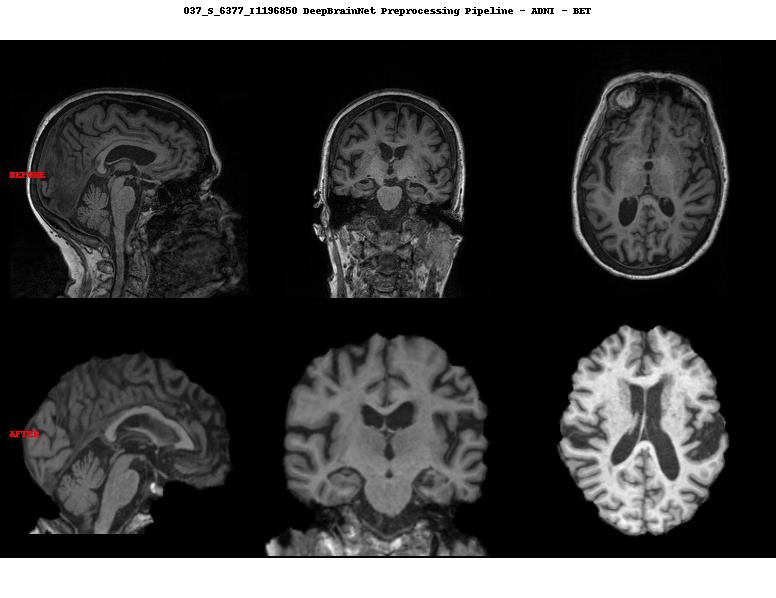 037_S_6377_I1196850 DeepBrainNet Preprocessing Pipeline - ADNI - BET
BEFORE
AFTER